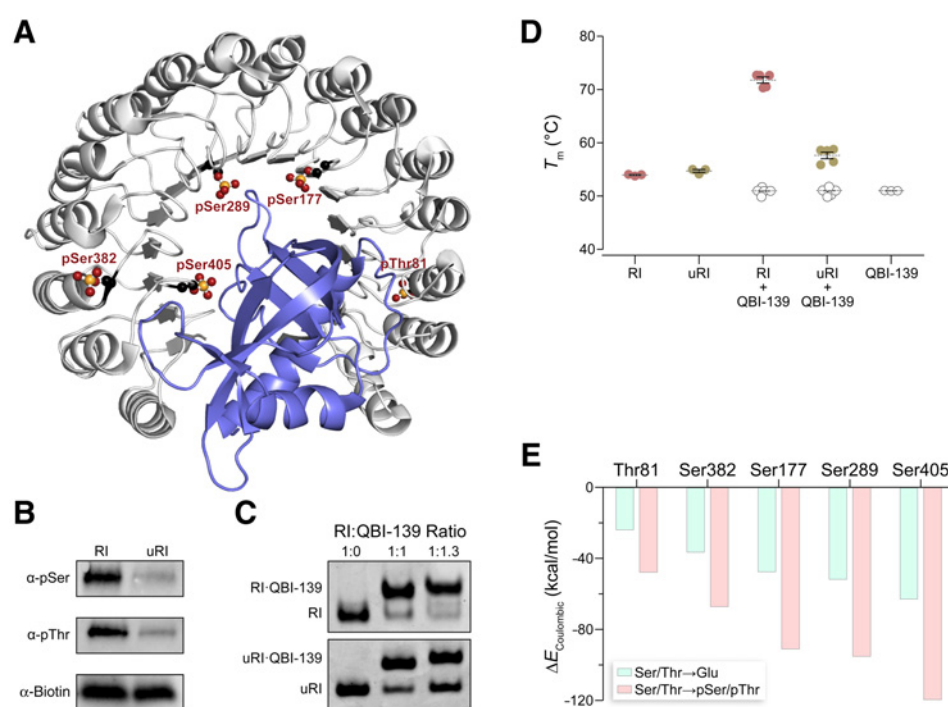 A
pSer289
pSer177
pSer382
pSer405
pThr81
B
RI uRI
α-pSer
α-pThr
α-Biotin
C
RI:QBI-139 Ratio
1:0 1:1 1:1.3
RI·QBI-139
RI
uRI·QBI-139
uRI
D
Tm (°C)
80
70
60
50
40
RI
uRI
RI + QBI-139
uRI + QBI-139
QBI-139
E
Thr81 Ser382 Ser177 Ser289 Ser405
ΔECoulombic (kcal/mol)
0
-40
-80
-120
Ser/Thr→Glu
Ser/Thr→pSer/pThr